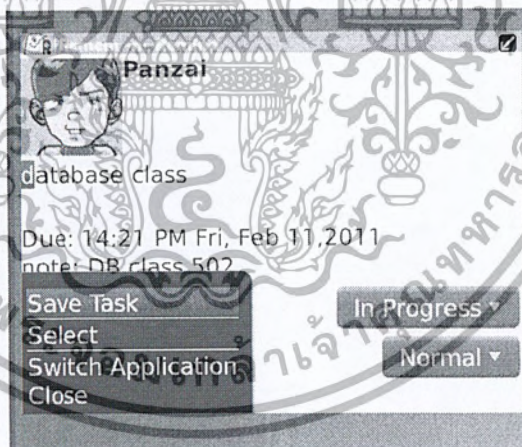 Panzai
database class
Due: 14:21 PM Fri, Feb 11,2011
note: DB class 502
Save Task
Select
Switch Application
Close
In Progress
Normal